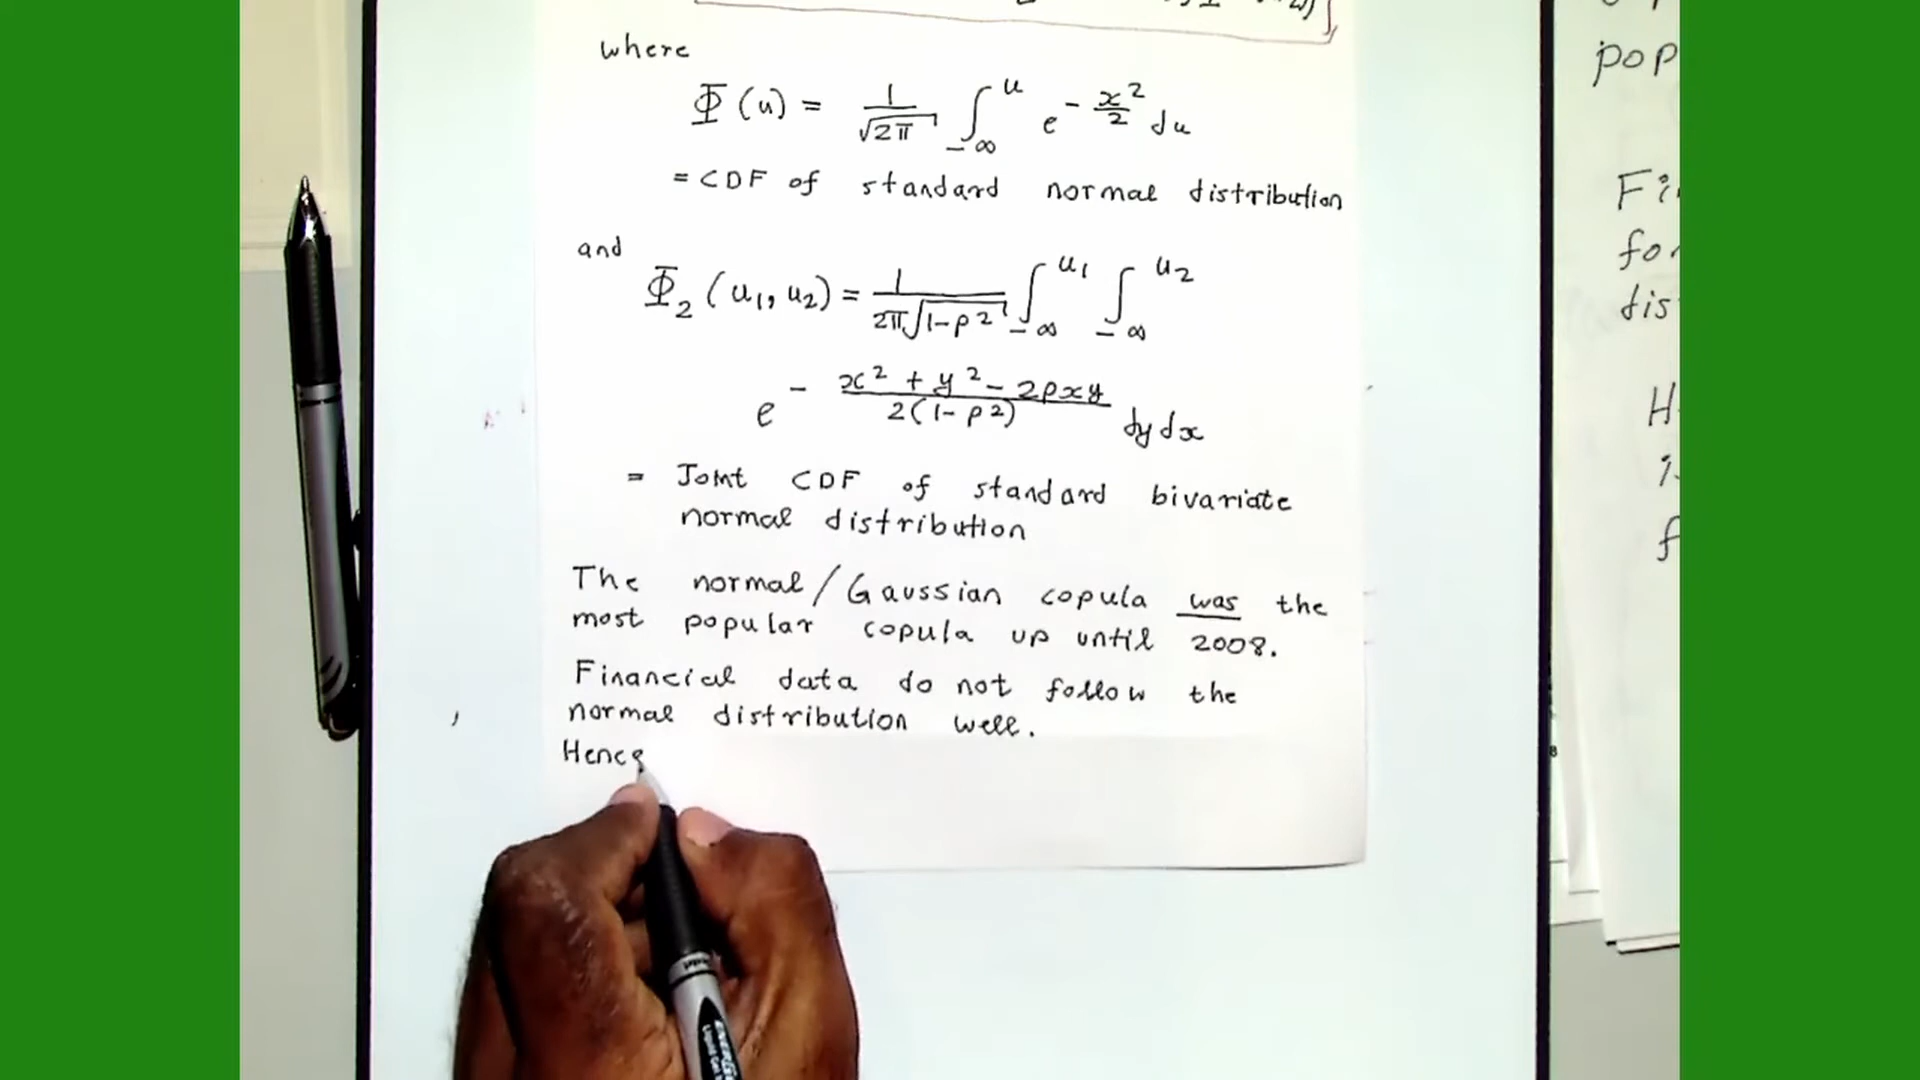 where
Φ(u) = 1/√2π ∫_{-∞}^{u} e^{-x²/2} du
= CDF of standard normal distribution
and
Φ₂(u₁, u₂) = 1/2π√1-ρ² ∫_{-∞}^{u₁} ∫_{-∞}^{u₂}
e^{- x² + y² - 2ρxy / 2(1-ρ²)} dy dx
= Joint CDF of standard bivariate
normal distribution
The normal/Gaussian copula was the
most popular copula up until 2008.
Financial data do not follow the
normal distribution well.
Hence
pop
Fi
for
dis
H
f